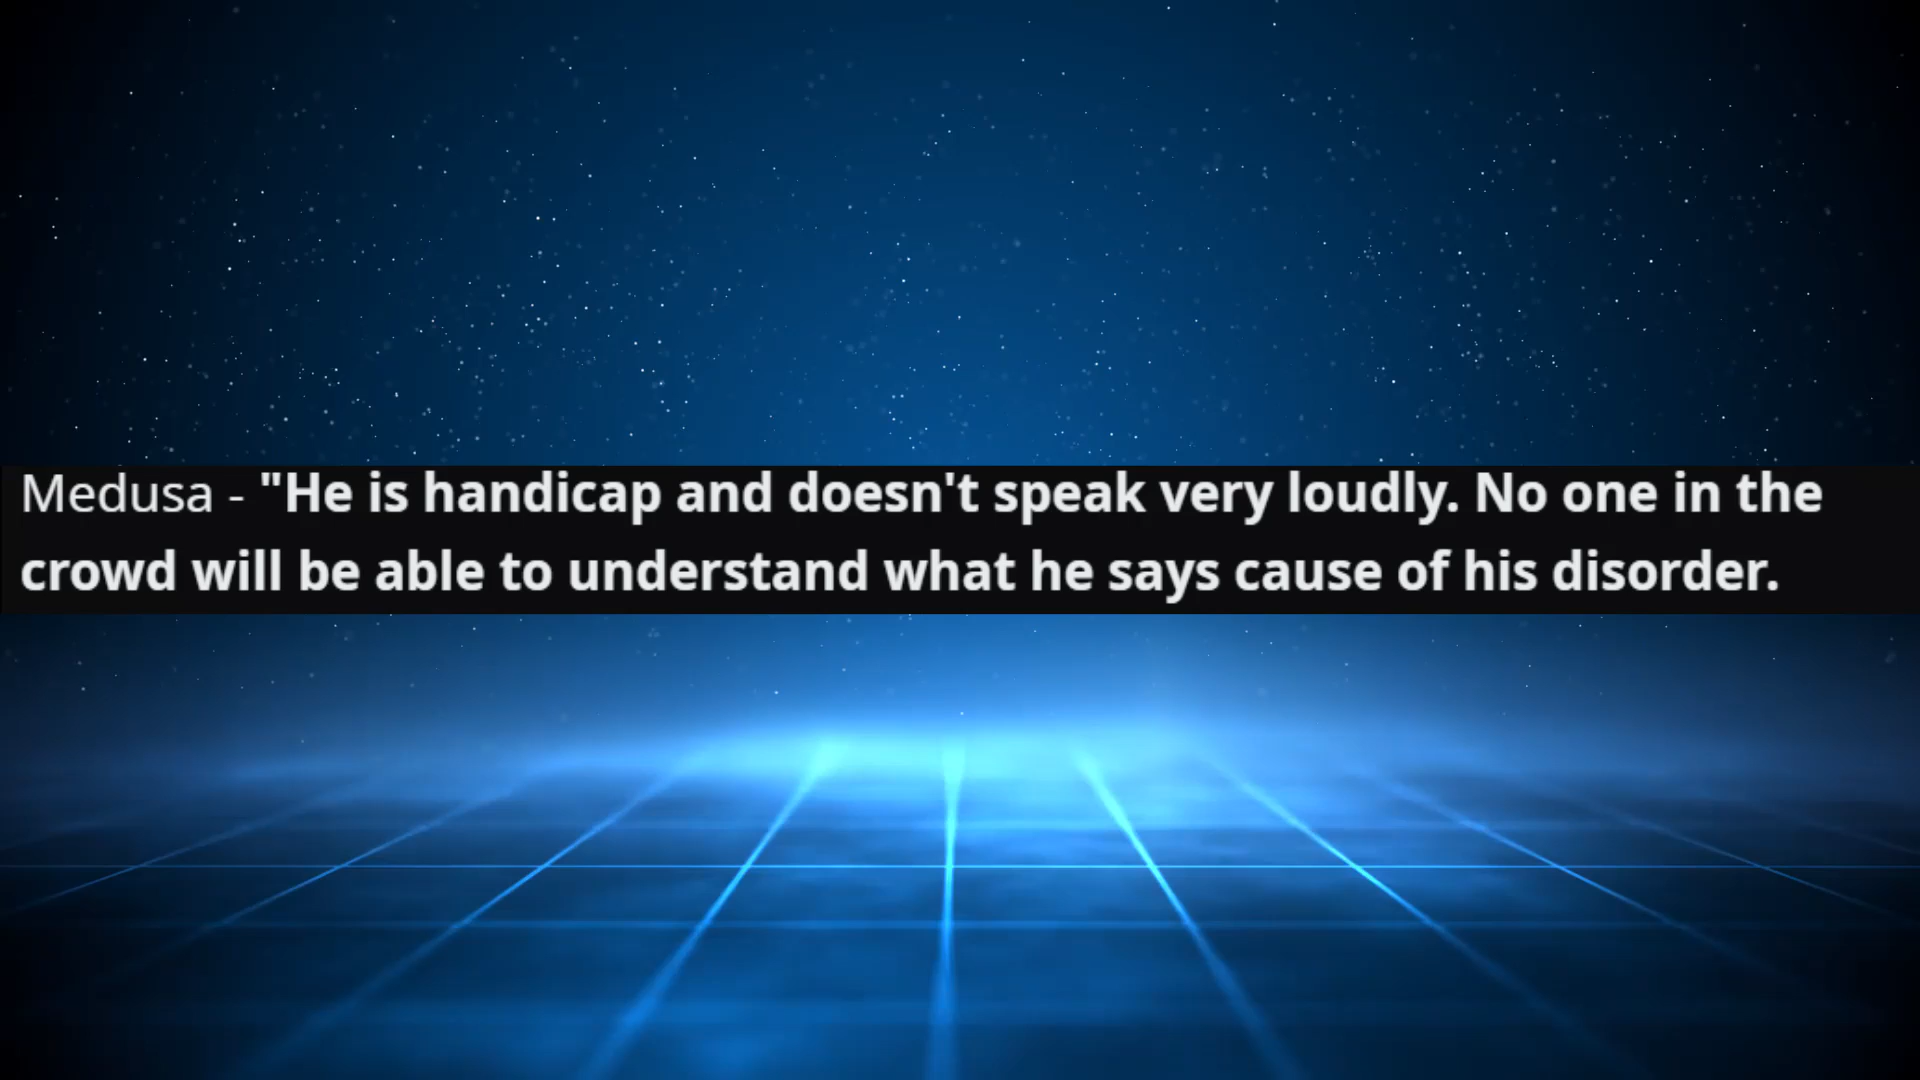 Medusa - "He is handicap and doesn't speak very loudly. No one in the
crowd will be able to understand what he says cause of his disorder.